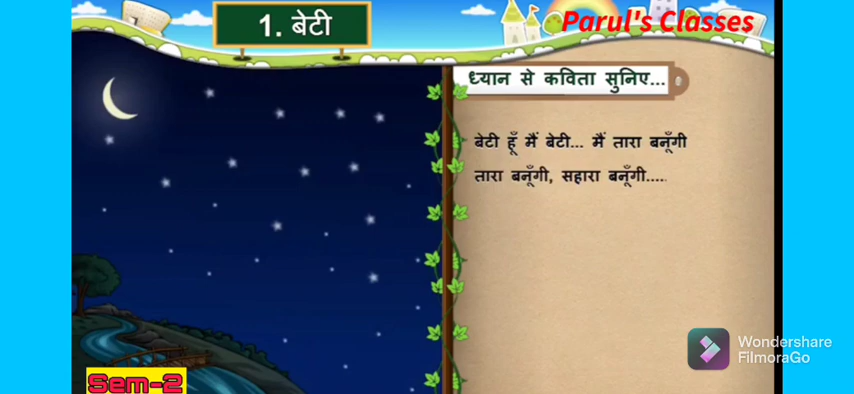 1. बेटी
Parul's Classes
ध्यान से कविता सुनिए...
बेटी हूँ मैं बेटी... मैं तारा बनूँगी
तारा बनूँगी, सहारा बनूँगी.....
Wondershare
FilmoraGo
Sem-2